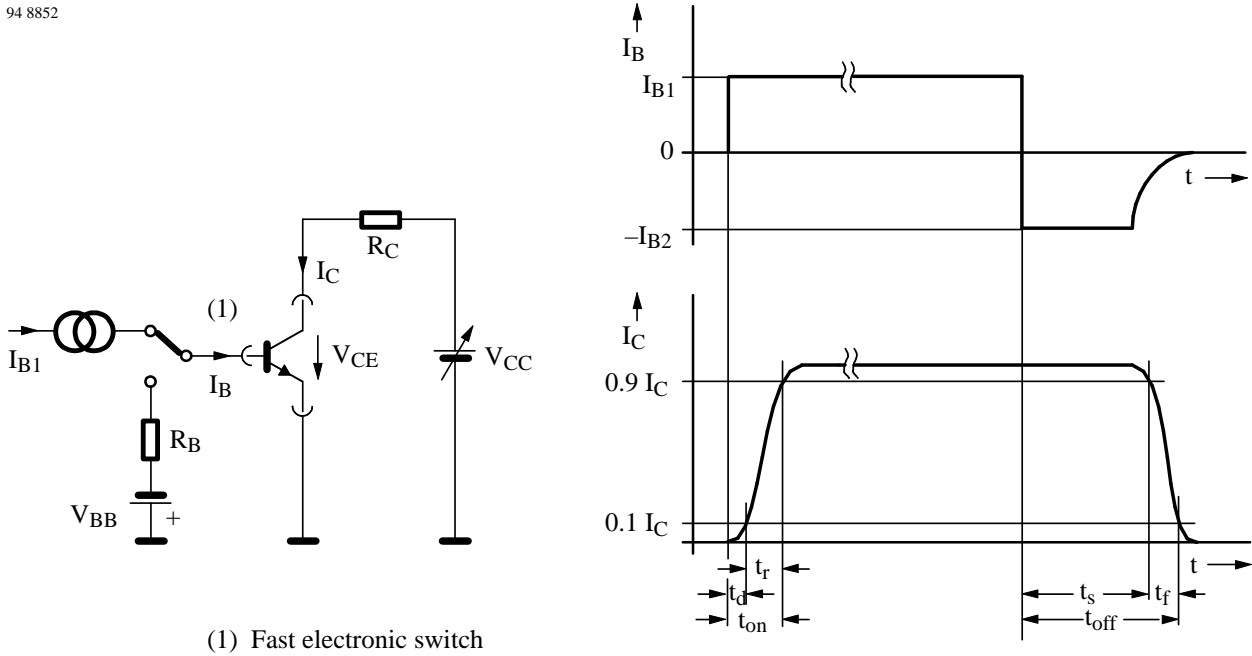 94 8852
I_B
I_B1
0
t
–I_B2
R_C
I_C
(1)
I_B1
I_B
V_CE
V_CC
R_B
V_BB
+
I_C
0.9 I_C
0.1 I_C
t
t_r
t_d
t_s
t_f
t_on
t_off
(1) Fast electronic switch